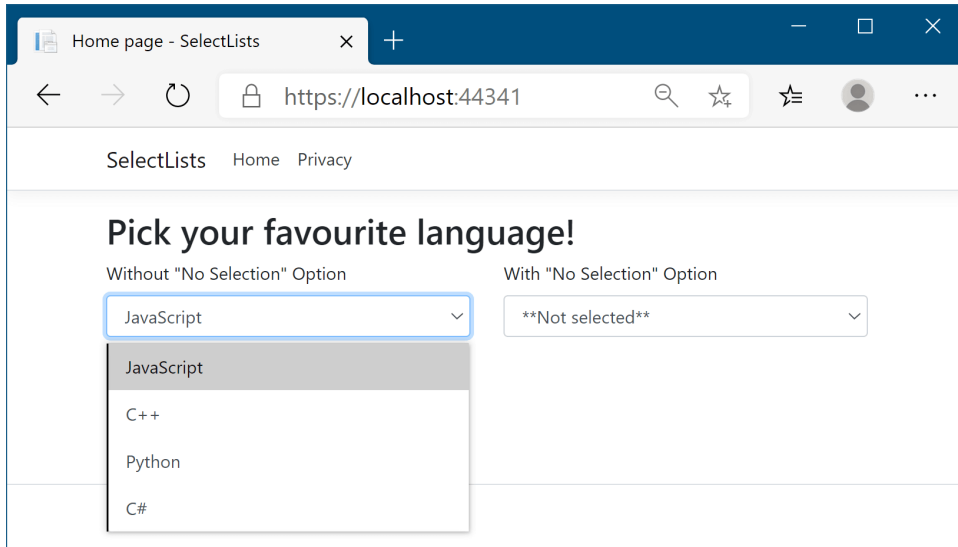 Home page - SelectLists
https://localhost:44341
SelectLists Home Privacy
Pick your favourite language!
Without "No Selection" Option
With "No Selection" Option
JavaScript
**Not selected**
JavaScript
C++
Python
C#